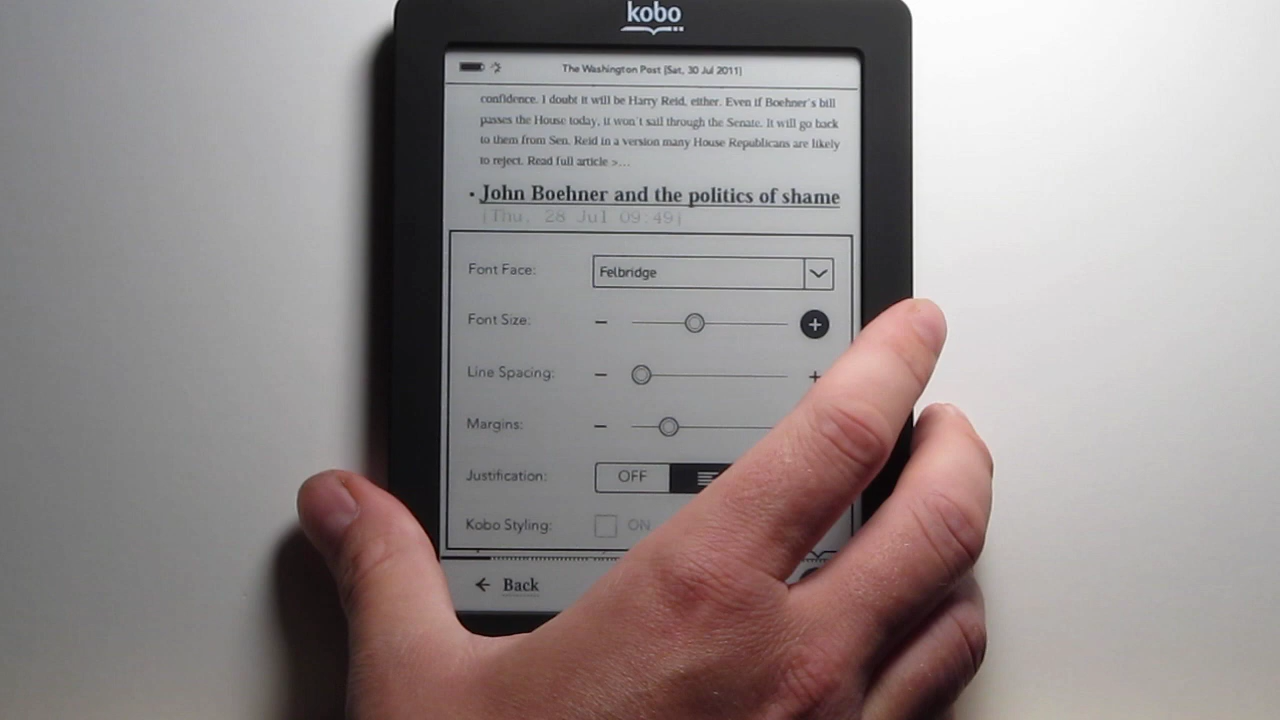 kobo
The Washington Post [Sat, 30 Jul 2011]
confidence. I doubt it will be Harry Reid, either. Even if Boehner's bill
passes the House today, it won't sail through the Senate. It will go back
to them from Sen. Reid in a version many House Republicans are likely
to reject. Read full article >...
• John Boehner and the politics of shame
[Thu, 28 Jul 09:49]
Font Face: Felbridge
Font Size: − +
Line Spacing: − +
Margins: −
Justification: OFF
Kobo Styling: ON
← Back